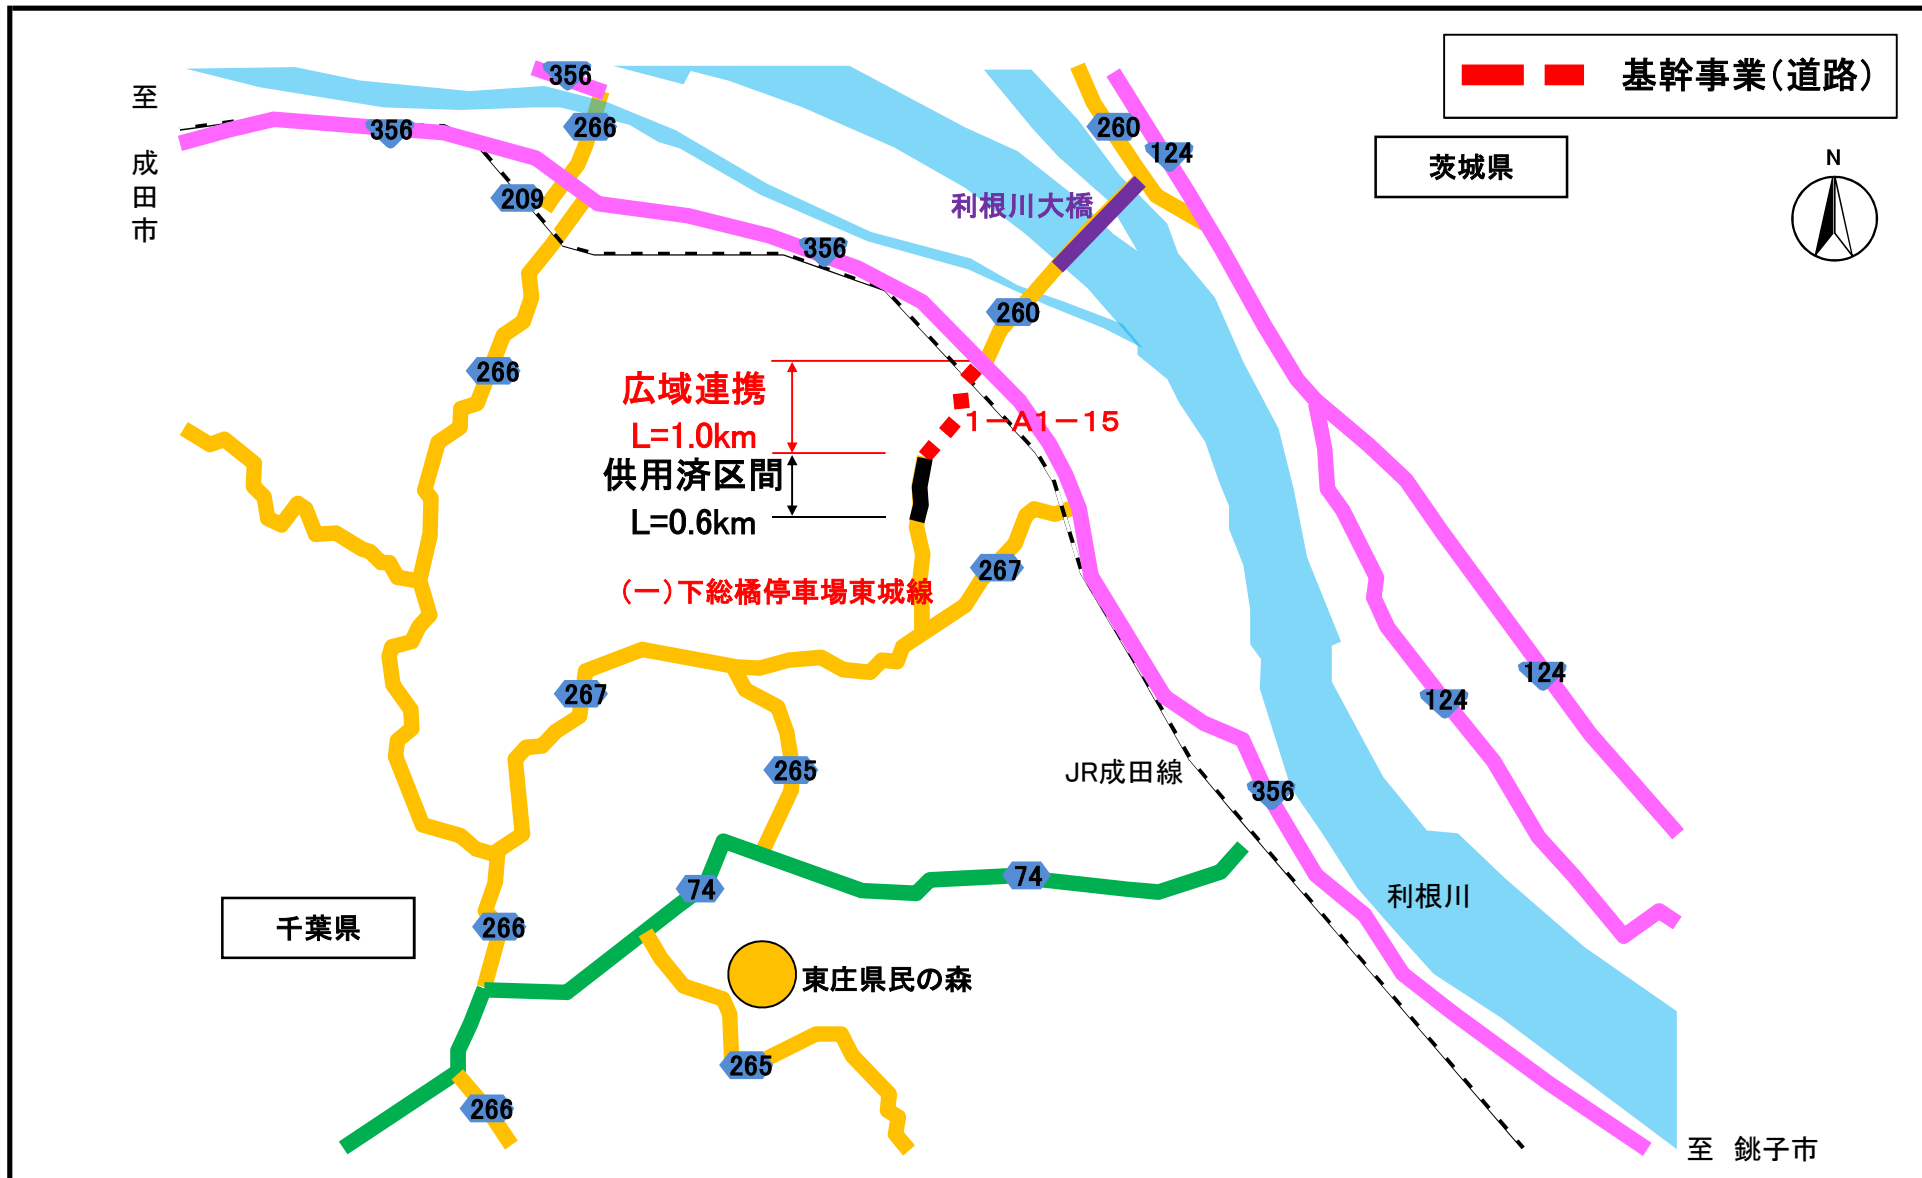 基幹事業(道路)
茨城県
N
至
成
田
市
356
266
356
209
260
124
利根川大橋
356
260
266
広域連携
L=1.0km
1-A1-15
供用済区間
L=0.6km
267
(一)下総橘停車場東城線
267
124
124
265
JR成田線
356
74
74
利根川
千葉県
266
東庄県民の森
265
266
至 銚子市